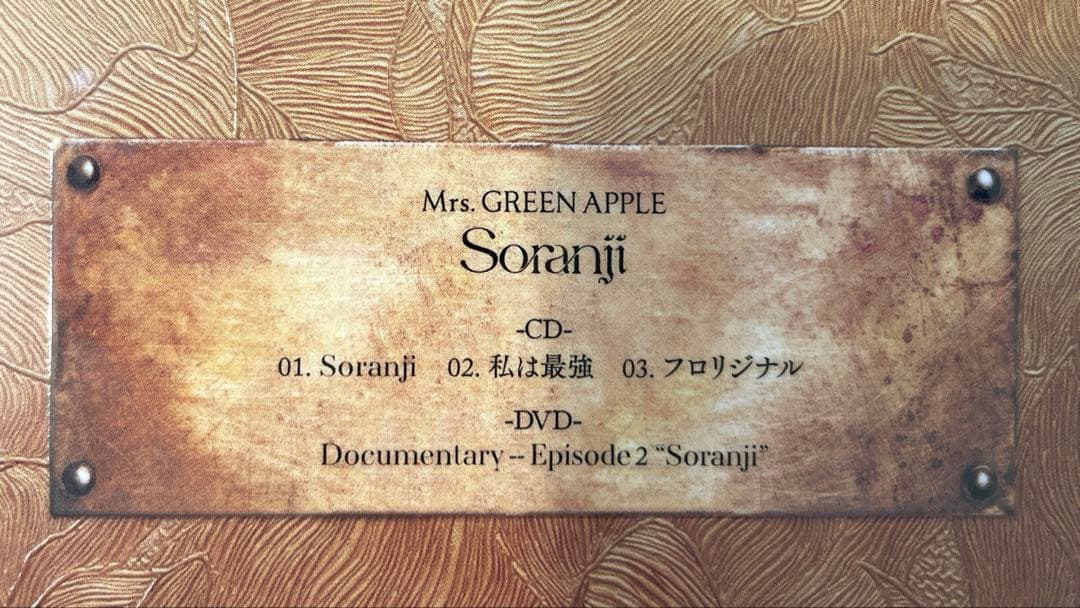 Mrs. GREEN APPLE
Soranji
-CD-
01. Soranji 02. 私は最強 03. フロリジナル
-DVD-
Documentary -- Episode 2 “Soranji”